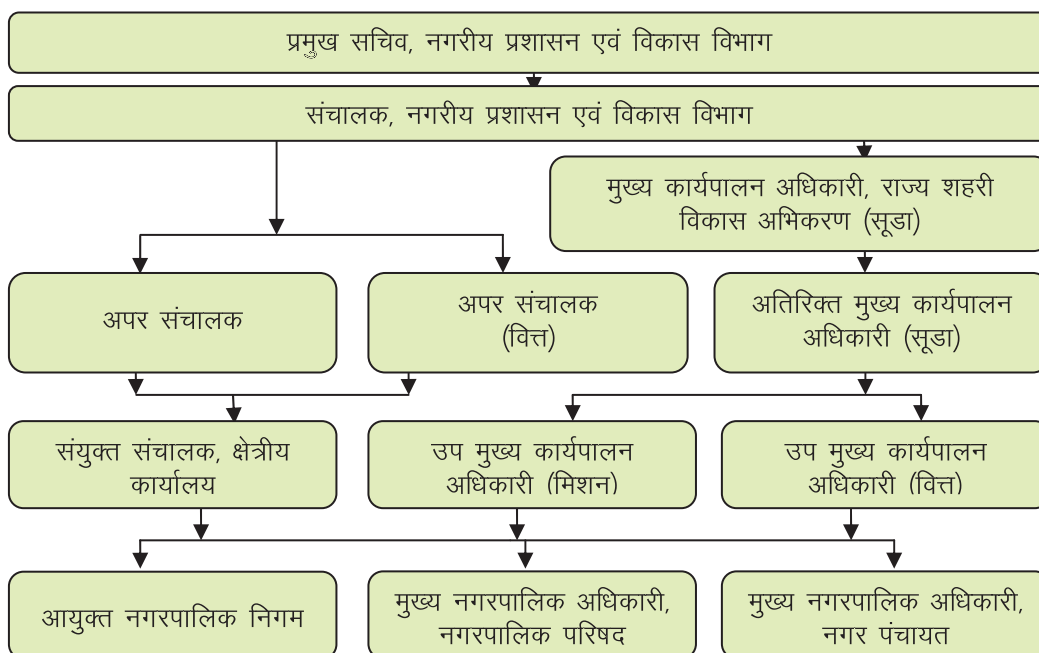 प्रमुख सचिव, नगरीय प्रशासन एवं विकास विभाग
संचालक, नगरीय प्रशासन एवं विकास विभाग
मुख्य कार्यपालन अधिकारी, राज्य शहरी
विकास अभिकरण (सूडा)
अपर संचालक
अपर संचालक
(वित्त)
अतिरिक्त मुख्य कार्यपालन
अधिकारी (सूडा)
संयुक्त संचालक, क्षेत्रीय
कार्यालय
उप मुख्य कार्यपालन
अधिकारी (मिशन)
उप मुख्य कार्यपालन
अधिकारी (वित्त)
आयुक्त नगरपालिक निगम
मुख्य नगरपालिक अधिकारी,
नगरपालिक परिषद
मुख्य नगरपालिक अधिकारी,
नगर पंचायत